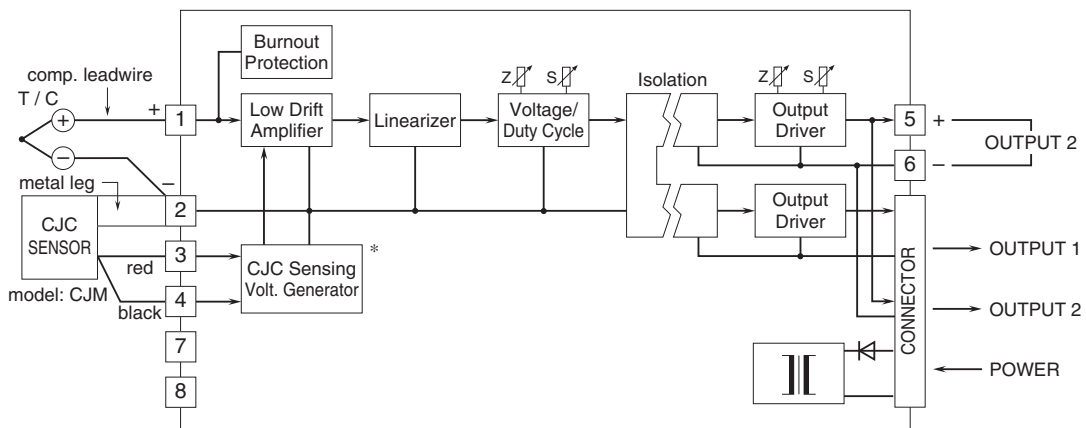 Burnout
Protection
comp. leadwire
T / C
+
+
−
−
1
Low Drift
Amplifier
Linearizer
Z
S
Voltage/
Duty Cycle
Isolation
Z
S
Output
Driver
5
+
6
−
OUTPUT 2
metal leg
2
CJC
SENSOR
red
3
model: CJM
black
4
CJC Sensing
Volt. Generator
*
Output
Driver
CONNECTOR
OUTPUT 1
OUTPUT 2
POWER
7
8